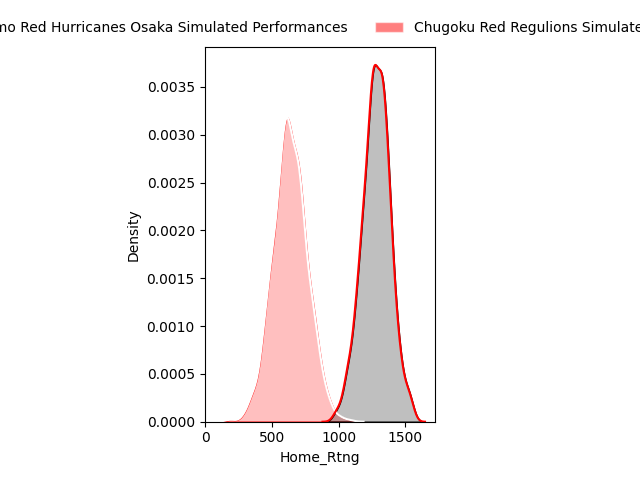 mo Red Hurricanes Osaka Simulated Performances
Chugoku Red Regulions Simulate
0.0035
0.0030
0.0025
0.0020
0.0015
0.0010
0.0005
0.0000
Density
0 500 1000 1500
Home_Rtng